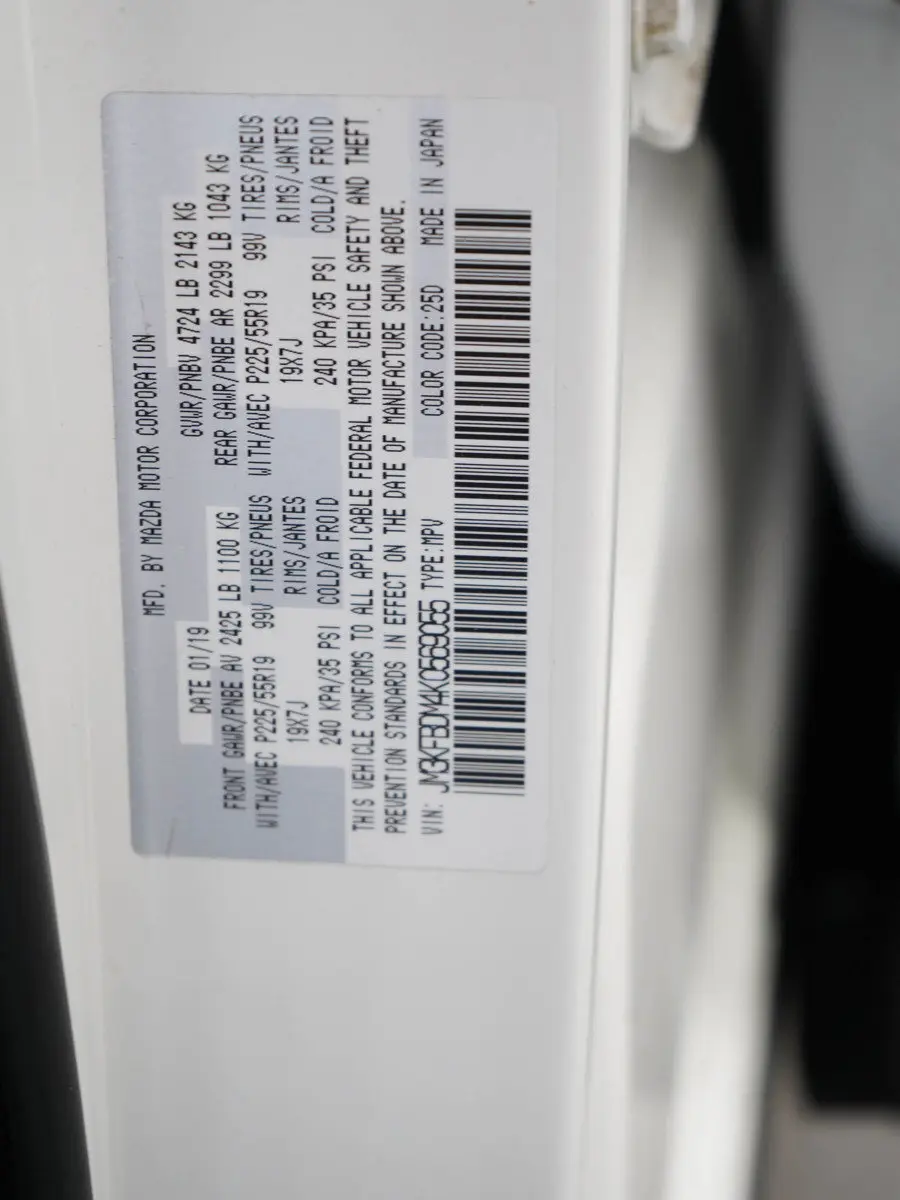 MFD. BY MAZDA MOTOR CORPORATION
DATE 01/19 GVWR/PNBV 4724 LB 2143 KG
FRONT GAWR/PNBE AV 2425 LB 1100 KG REAR GAWR/PNBE AR 2299 LB 1043 KG
WITH/AVEC P225/55R19 99V TIRES/PNEUS WITH/AVEC P225/55R19 99V TIRES/PNEUS
19X7J RIMS/JANTES 19X7J RIMS/JANTES
240 KPA/35 PSI COLD/A FROID 240 KPA/35 PSI COLD/A FROID
THIS VEHICLE CONFORMS TO ALL APPLICABLE FEDERAL MOTOR VEHICLE SAFETY AND THEFT
PREVENTION STANDARDS IN EFFECT ON THE DATE OF MANUFACTURE SHOWN ABOVE.
VIN: JM3KFBDM4K0569055 TYPE:MPV COLOR CODE:25D MADE IN JAPAN